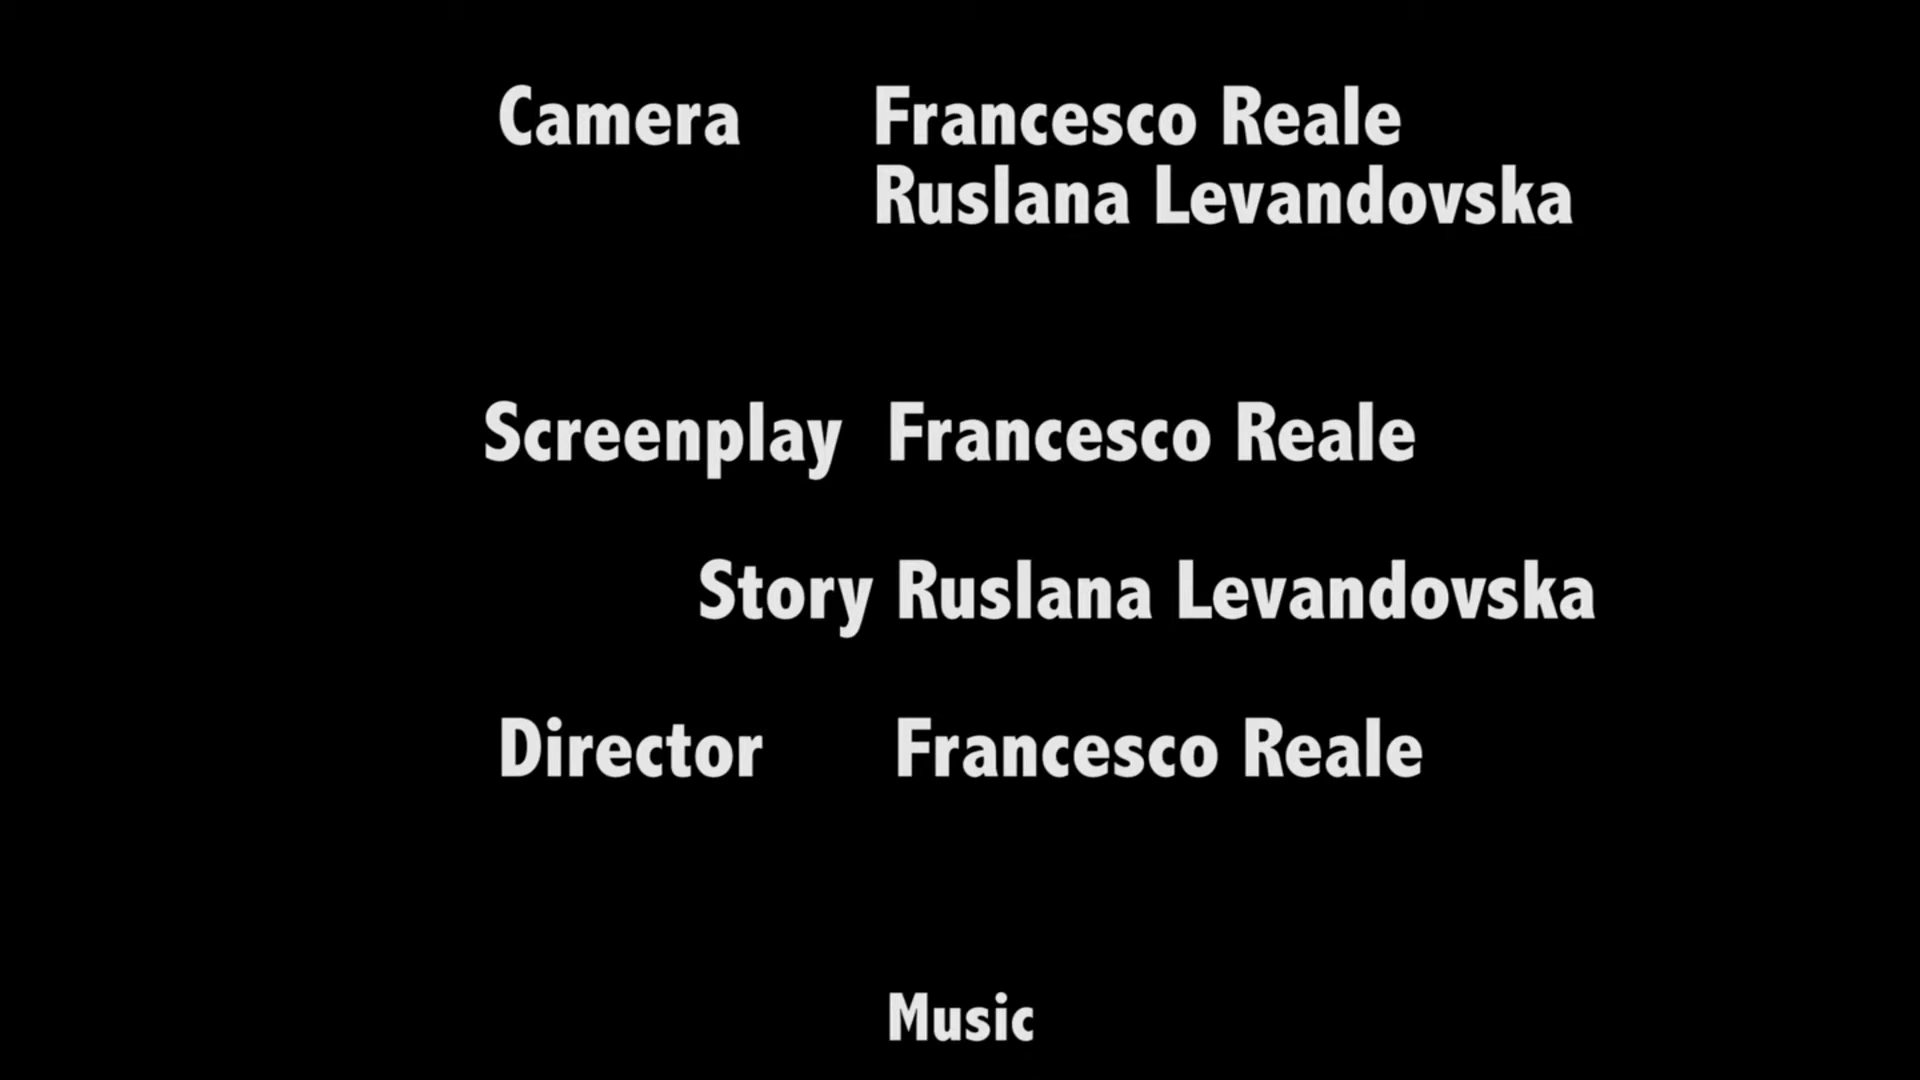 Camera Francesco Reale
Ruslana Levandovska
Screenplay Francesco Reale
Story Ruslana Levandovska
Director Francesco Reale
Music